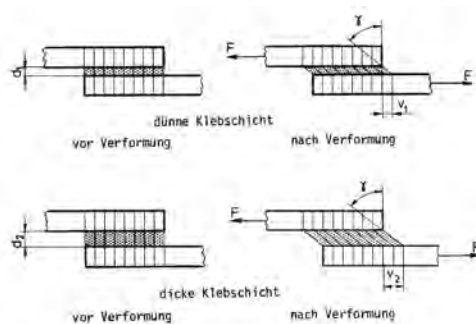 d₁
F
γ
F
v₁
dünne Klebschicht
vor Verformung
nach Verformung
d₂
F
γ
F
v₂
dicke Klebschicht
vor Verformung
nach Verformung